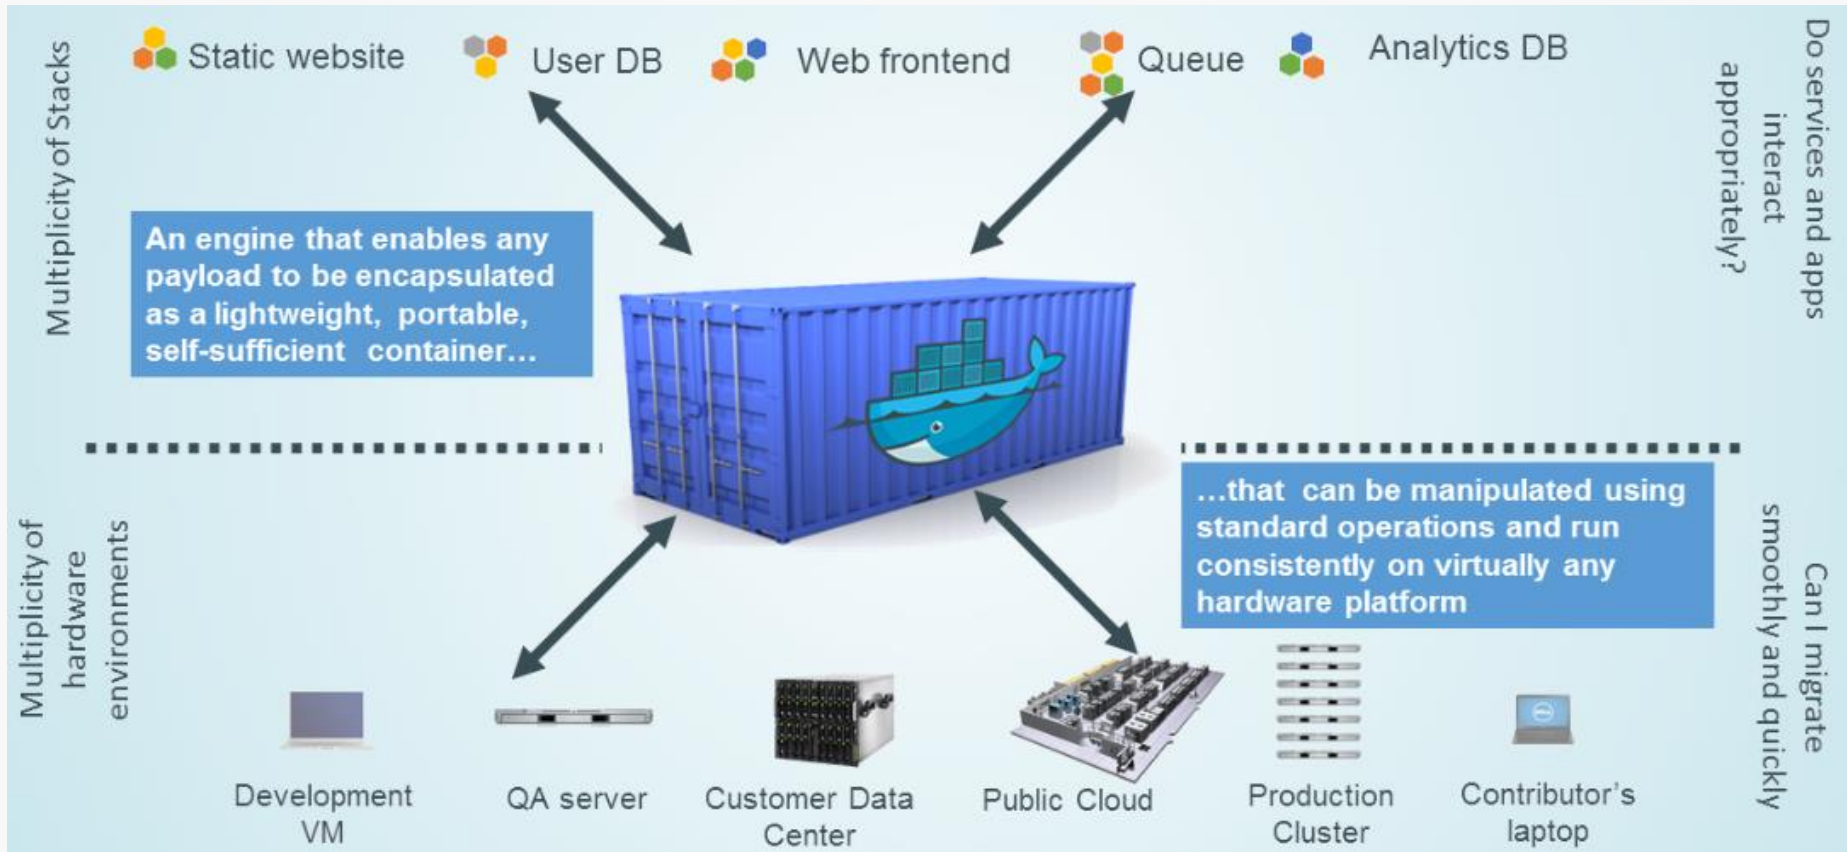 Static website
User DB
Web frontend
Queue
Analytics DB
Multiplicity of Stacks
Do services and apps
interact
appropriately?
An engine that enables any
payload to be encapsulated
as a lightweight, portable,
self-sufficient container…
…that can be manipulated using
standard operations and run
consistently on virtually any
hardware platform
Multiplicity of
hardware
environments
Can I migrate
smoothly and quickly
Development
VM
QA server
Customer Data
Center
Public Cloud
Production
Cluster
Contributor’s
laptop